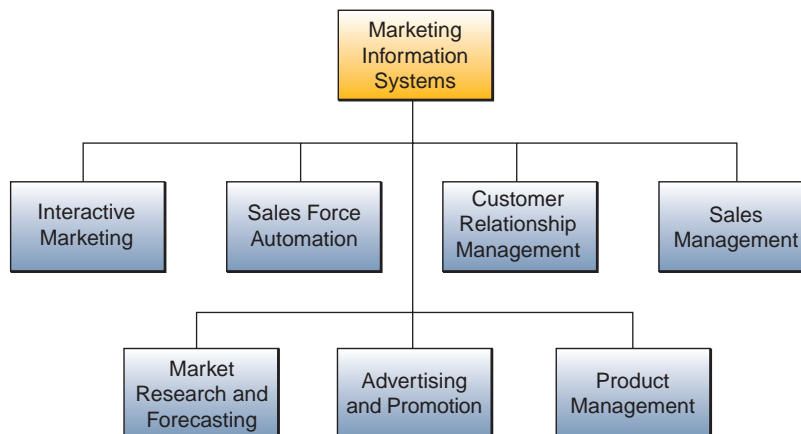 Marketing
Information
Systems
Interactive
Marketing
Sales Force
Automation
Customer
Relationship
Management
Sales
Management
Market
Research and
Forecasting
Advertising
and Promotion
Product
Management